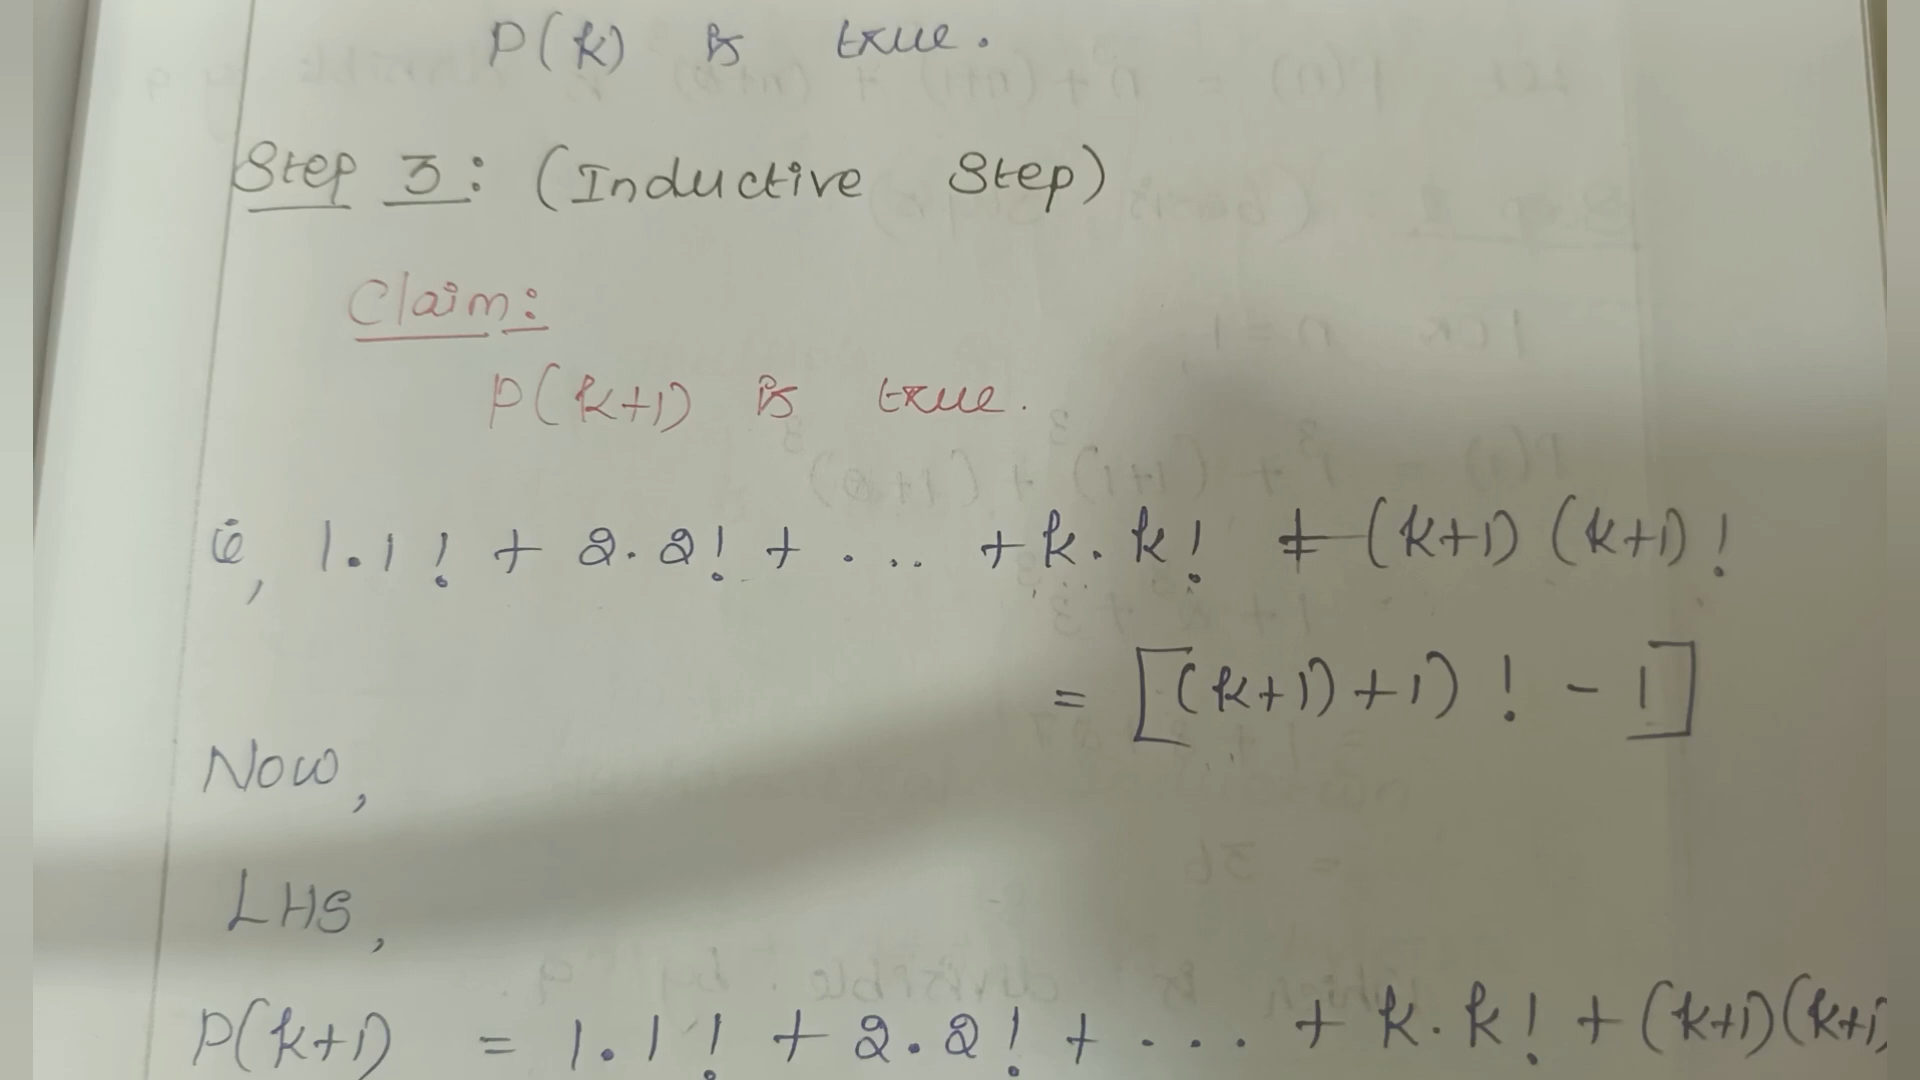 P(k) is true.
Step 3: (Inductive Step)
Claim:
P(k+1) is true.
ie, 1.1! + 2.2! + ... + k.k! + (k+1) (k+1)!
= [(k+1)+1)! - 1]
Now,
LHS,
P(k+1) = 1.1! + 2.2! + ... + k.k! + (k+1)(k+1)